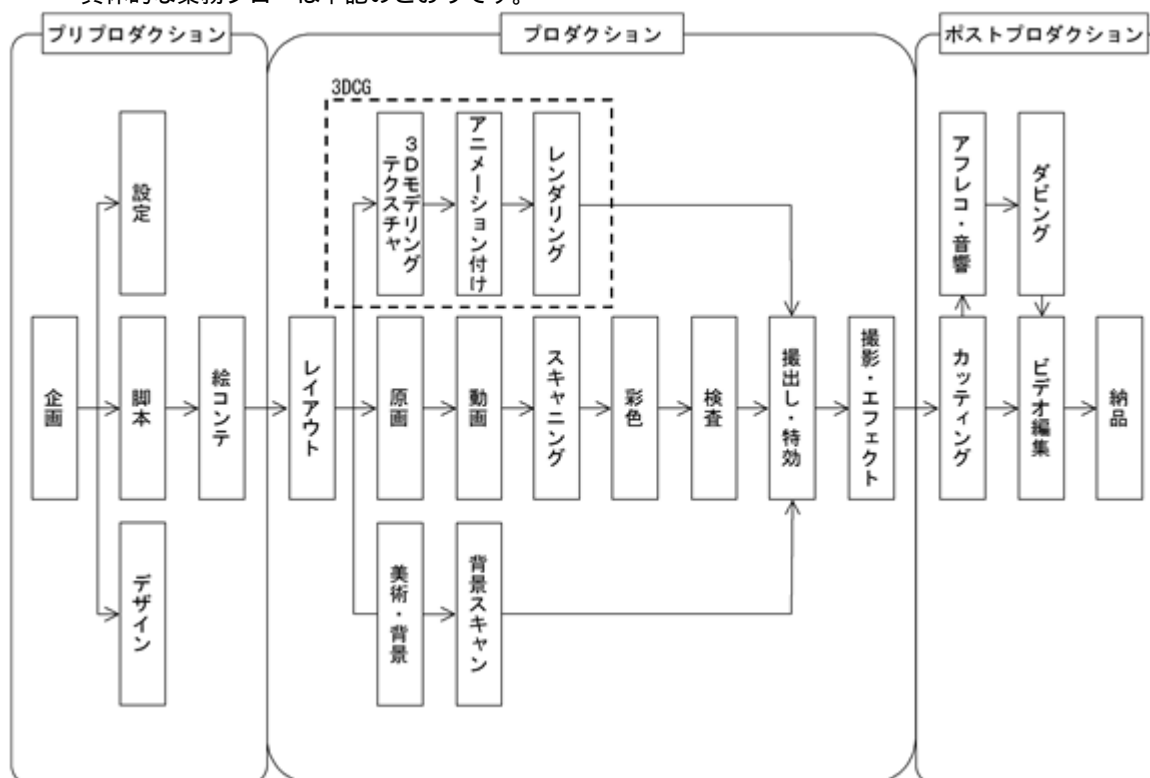 具体的な業務フローは下記のとおりです。
プリプロダクション
プロダクション
ポストプロダクション
企画
設定
脚本
デザイン
絵コンテ
レイアウト
3DCG
3Dモデリング
テクスチャ
アニメーション付け
レンダリング
原画
動画
スキャニング
彩色
検査
美術・背景
背景スキャン
撮出し・特効
撮影・エフェクト
カッティング
アフレコ・音響
ダビング
ビデオ編集
納品